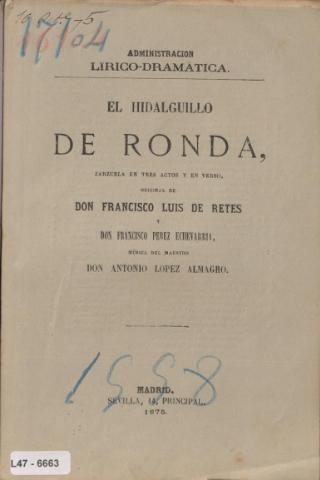 17704
ADMINISTRACION
LIRICO-DRAMÁTICA.
EL HIDALGUILLO
DE RONDA,
ZARZUELA EN TRES ACTOS Y EN VERSO,
ORIGINAL DE
DON FRANCISCO LUIS DE RETES
Y
DON FRANCISCO PEREZ ECHEVARRIA,
MÚSICA DEL MAESTRO
DON ANTONIO LOPEZ ALMAGRO.
1998
MADRID.
SEVILLA, 14, PRINCIPAL.
1875.
L47 - 6663